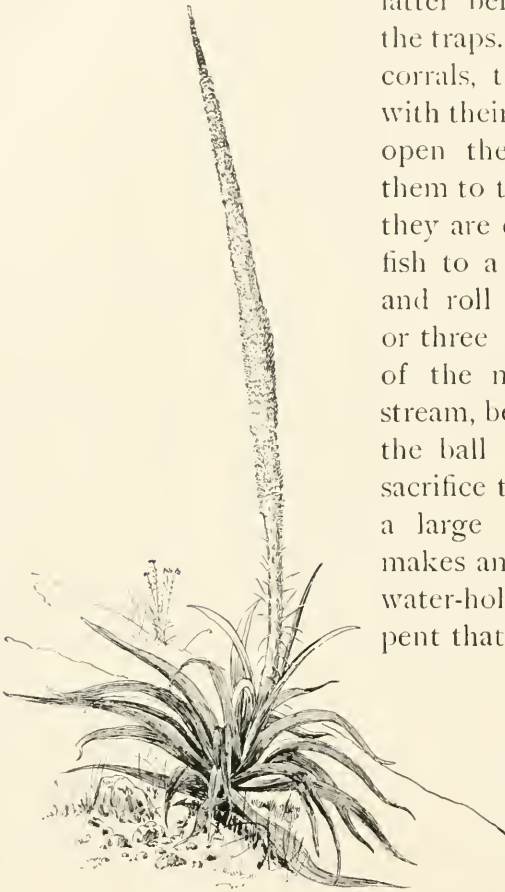 latter be
the traps.
corrals, t
with their
open the
them to t
they are
fish to a
and roll
or three
of the
stream, be
the ball
sacrifice t
a large
makes an
water-hol
pent that